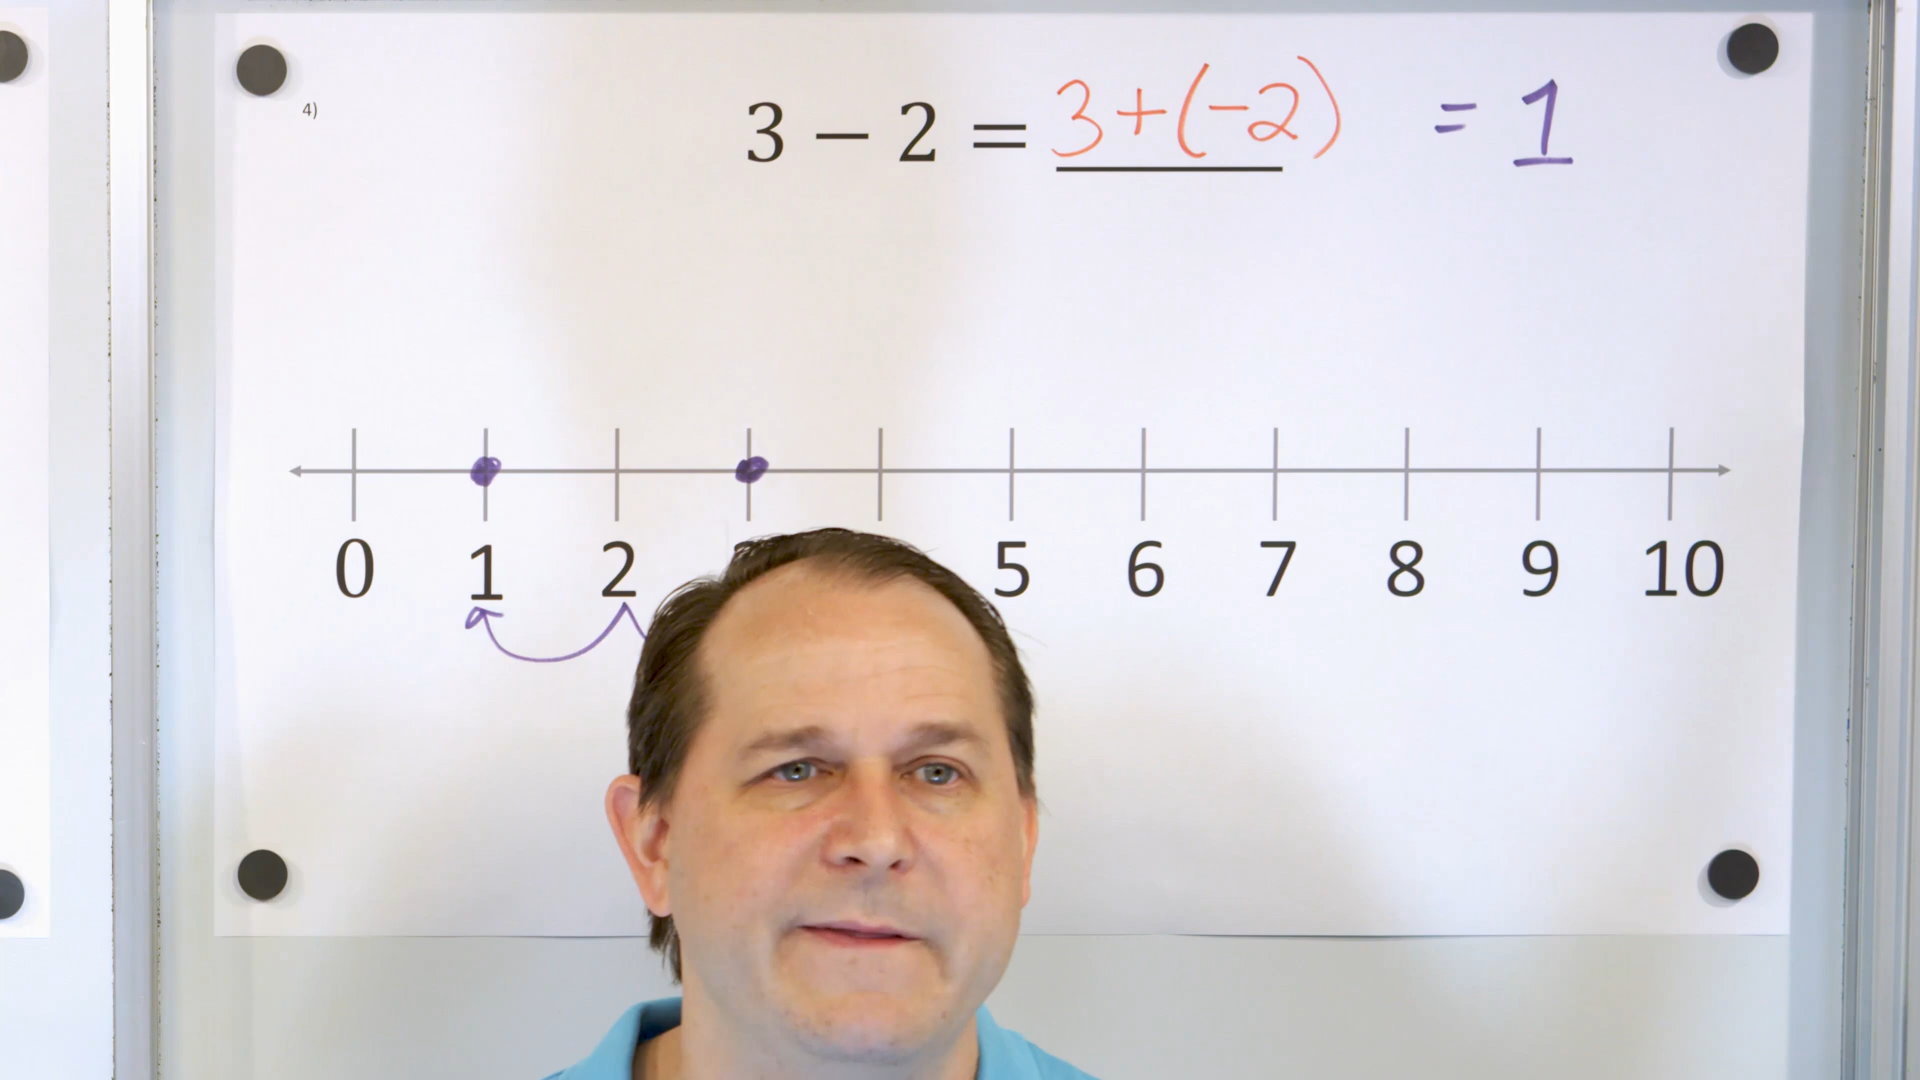 4)
3 − 2 = 3+(-2) = 1
0 1 2 5 6 7 8 9 10